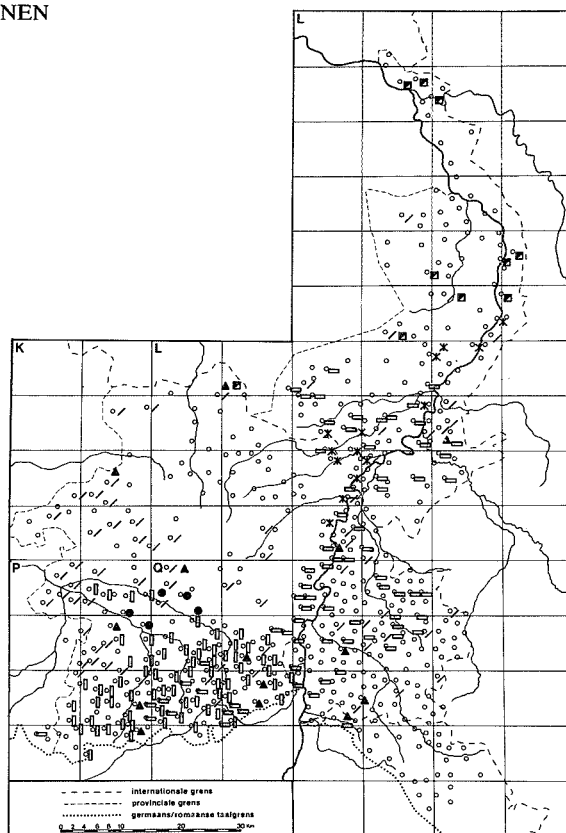 NEN
L
K
L
P
Q
internationale grens
provinciale grens
germaans/romaanse taalgrens
0 2 4 6 8 10 20 30 Km